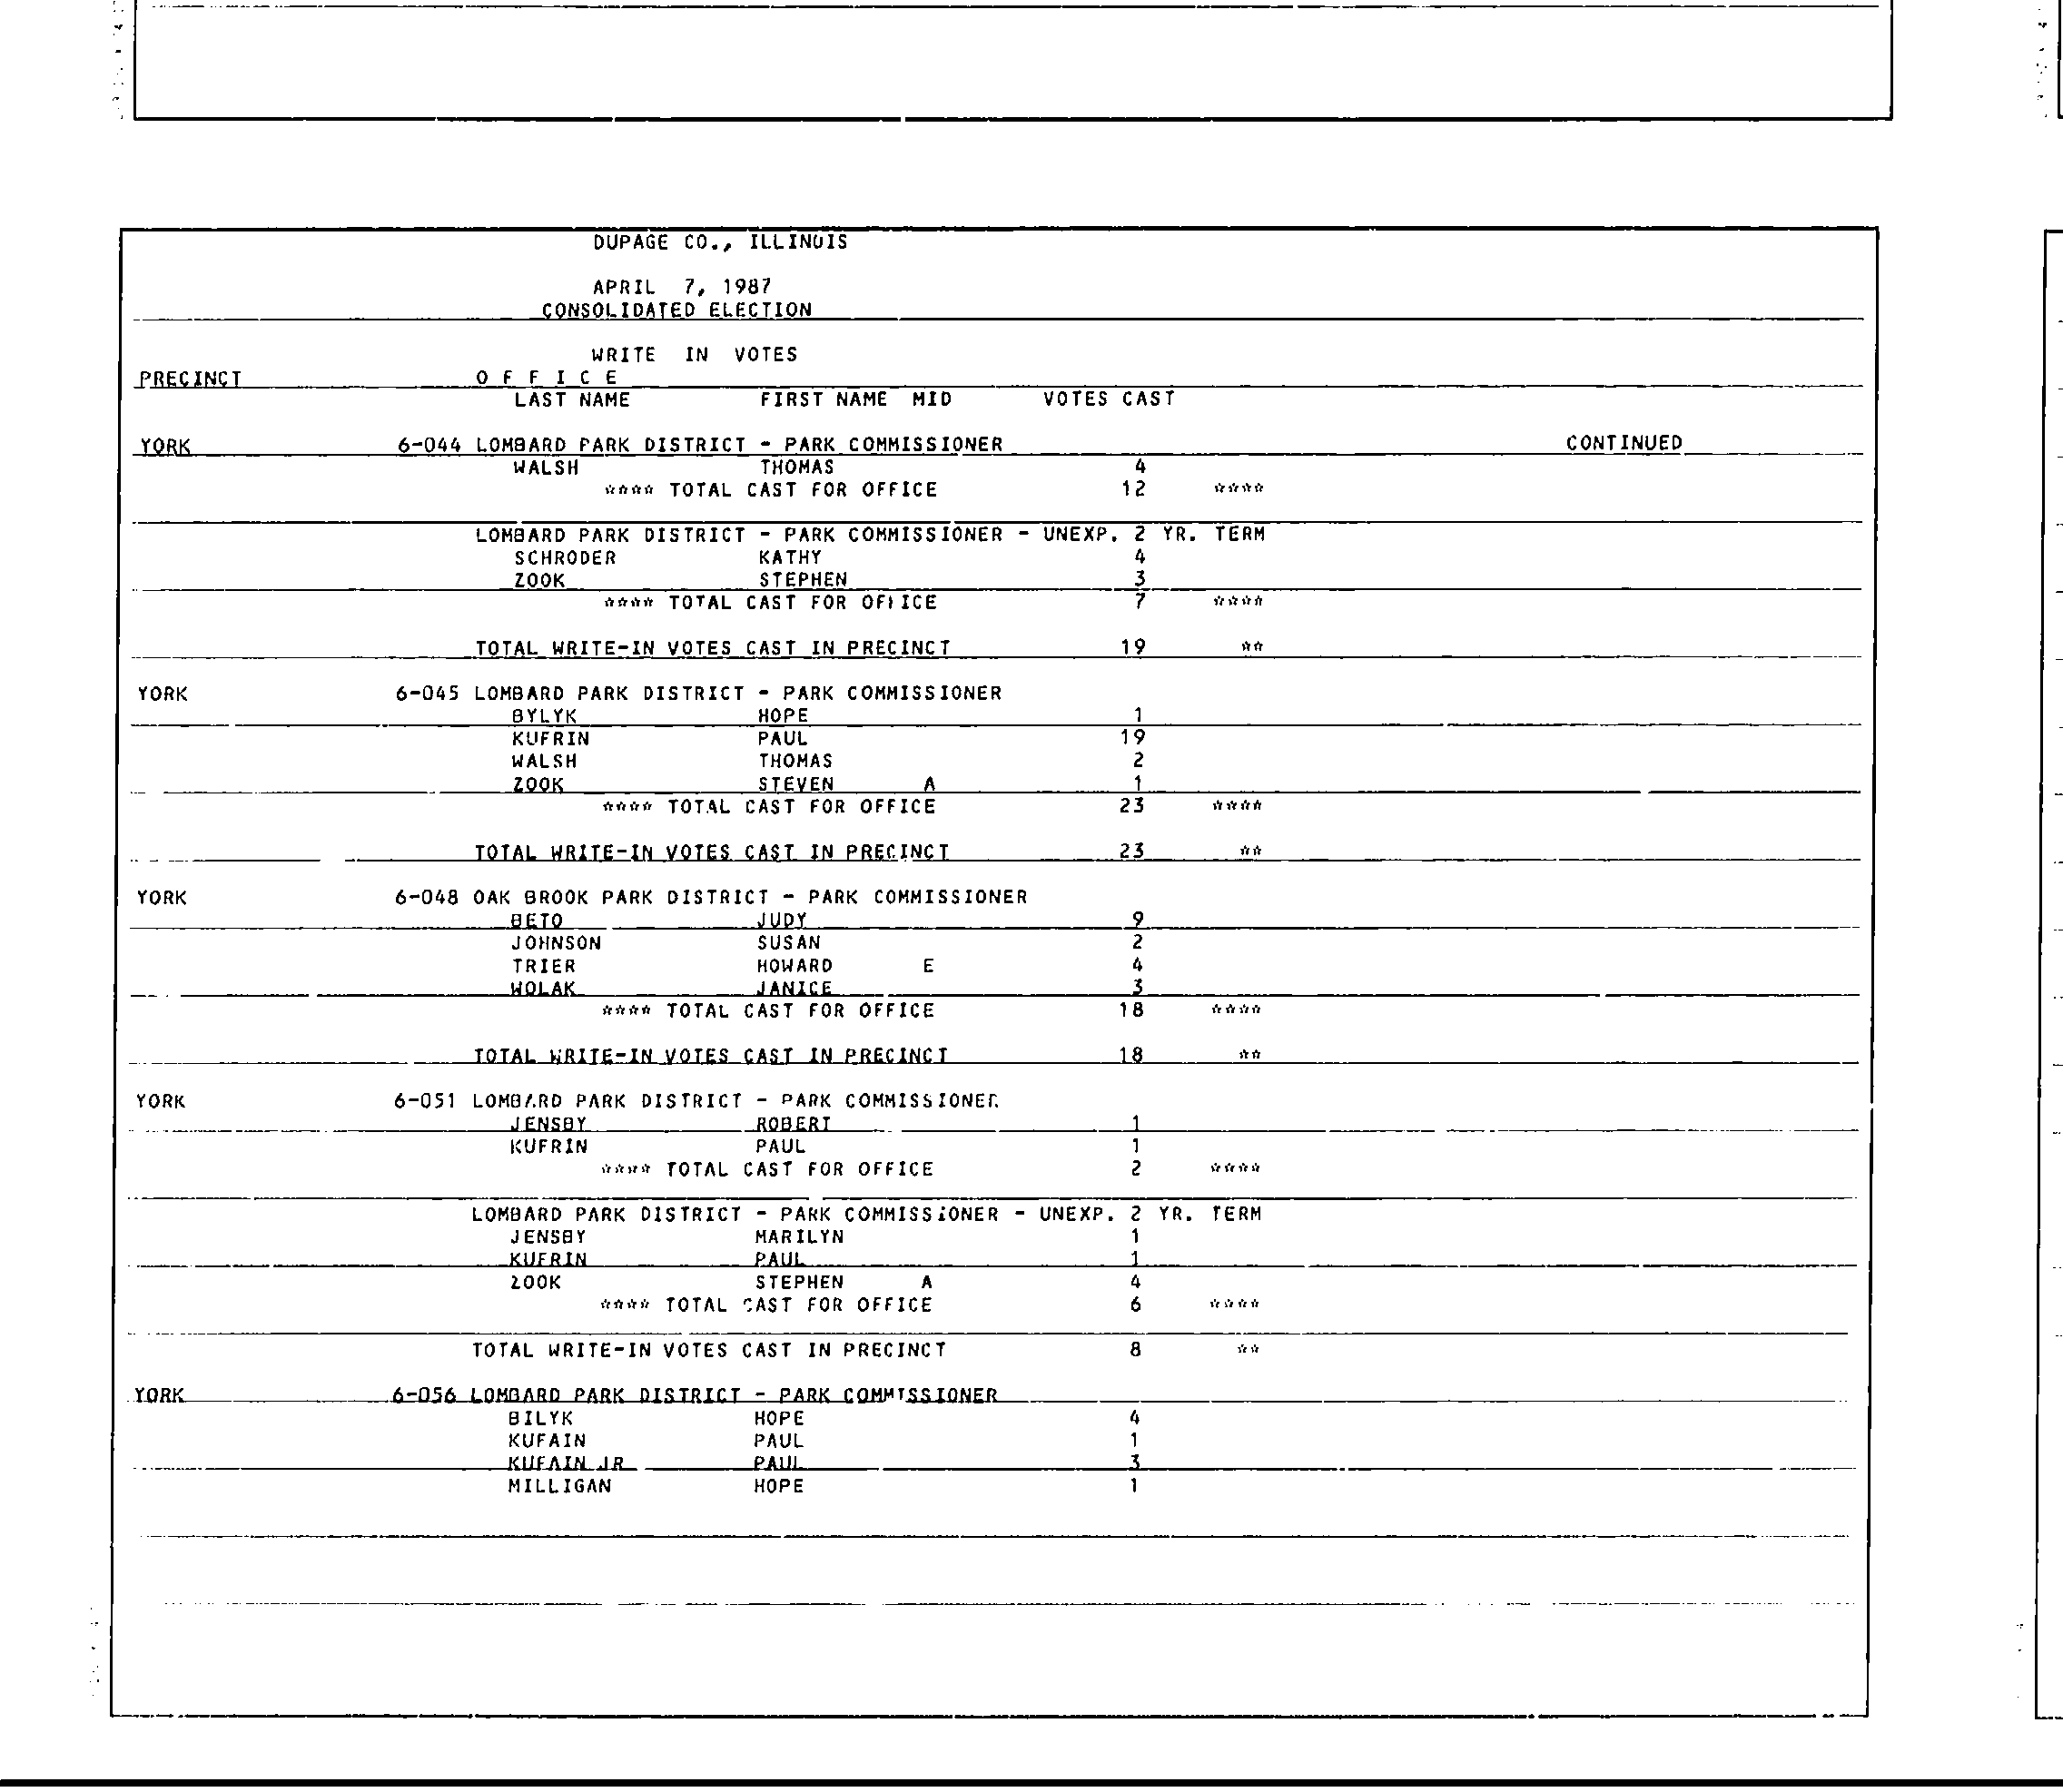 DUPAGE CO., ILLINOIS
APRIL 7, 1987
CONSOLIDATED ELECTION
WRITE IN VOTES
PRECINCT O F F I C E
LAST NAME FIRST NAME MID VOTES CAST
YORK 6-044 LOMBARD PARK DISTRICT - PARK COMMISSIONER CONTINUED
WALSH THOMAS 4
**** TOTAL CAST FOR OFFICE 12 ****
LOMBARD PARK DISTRICT - PARK COMMISSIONER - UNEXP. 2 YR. TERM
SCHRODER KATHY 4
ZOOK STEPHEN 3
**** TOTAL CAST FOR OFFICE 7 ****
TOTAL WRITE-IN VOTES CAST IN PRECINCT 19 **
YORK 6-045 LOMBARD PARK DISTRICT - PARK COMMISSIONER
BYLYK HOPE 1
KUFRIN PAUL 19
WALSH THOMAS 2
ZOOK STEVEN A 1
**** TOTAL CAST FOR OFFICE 23 ****
TOTAL WRITE-IN VOTES CAST IN PRECINCT 23 **
YORK 6-048 OAK BROOK PARK DISTRICT - PARK COMMISSIONER
BETO JUDY 9
JOHNSON SUSAN 2
TRIER HOWARD E 4
WOLAK JANICE 3
**** TOTAL CAST FOR OFFICE 18 ****
TOTAL WRITE-IN VOTES CAST IN PRECINCT 18 **
YORK 6-051 LOMBARD PARK DISTRICT - PARK COMMISSIONER
JENSBY ROBERT 1
KUFRIN PAUL 1
**** TOTAL CAST FOR OFFICE 2 ****
LOMBARD PARK DISTRICT - PARK COMMISSIONER - UNEXP. 2 YR. TERM
JENSBY MARILYN 1
KUFRIN PAUL 1
ZOOK STEPHEN A 4
**** TOTAL CAST FOR OFFICE 6 ****
TOTAL WRITE-IN VOTES CAST IN PRECINCT 8 **
YORK 6-056 LOMBARD PARK DISTRICT - PARK COMMISSIONER
BILYK HOPE 4
KUFAIN PAUL 1
KUFAIN JR PAUL 3
MILLIGAN HOPE 1